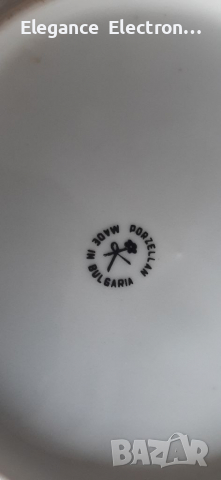 Elegance Electron...
PORZELLAN
MADE IN BULGARIA
BAZAR